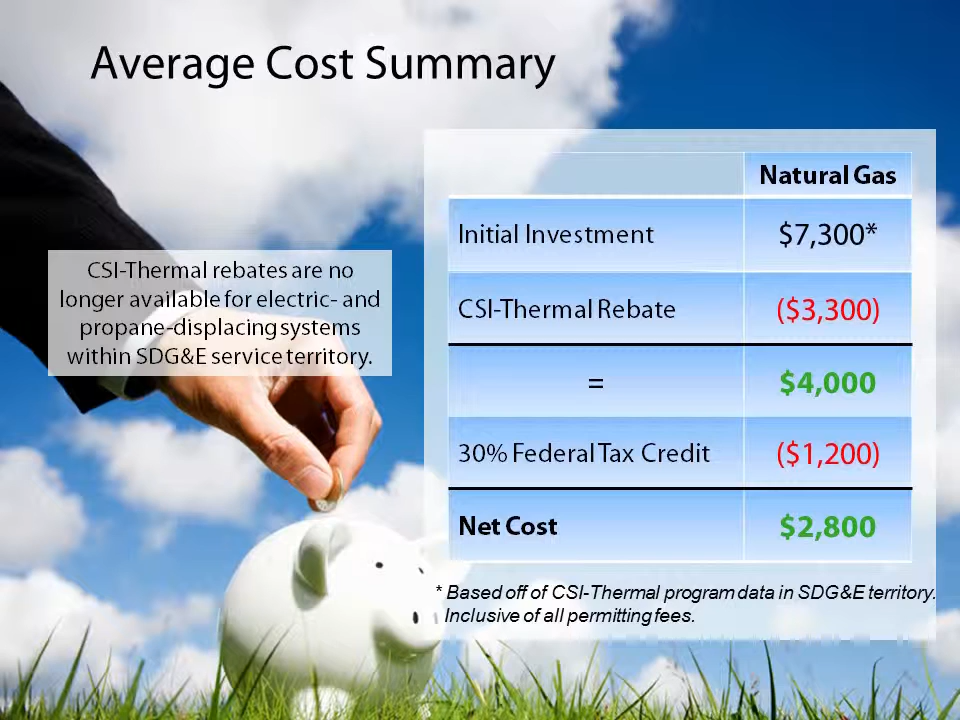 Average Cost Summary
CSI-Thermal rebates are no
longer available for electric- and
propane-displacing systems
within SDG&E service territory.
Natural Gas
Initial Investment $7,300*
CSI-Thermal Rebate ($3,300)
= $4,000
30% Federal Tax Credit ($1,200)
Net Cost $2,800
* Based off of CSI-Thermal program data in SDG&E territory.
Inclusive of all permitting fees.